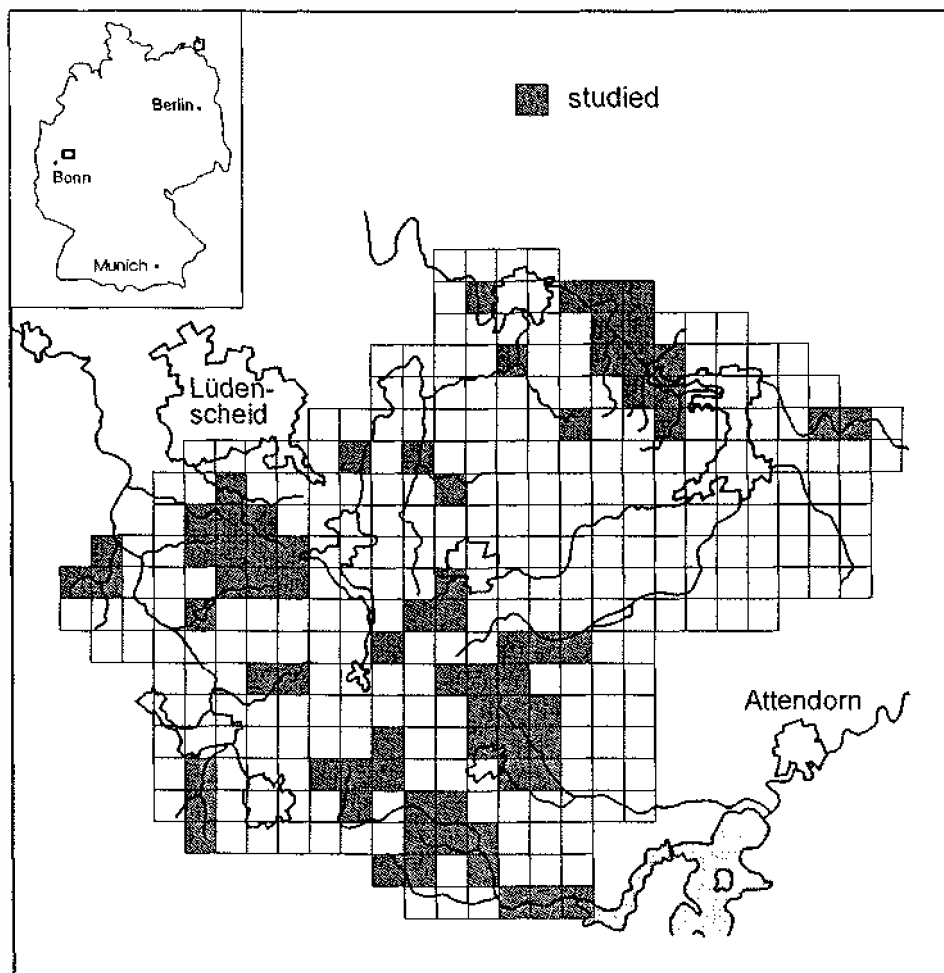 Berlin
Bonn
Munich
studied
Lüden-
scheid
Attendorn